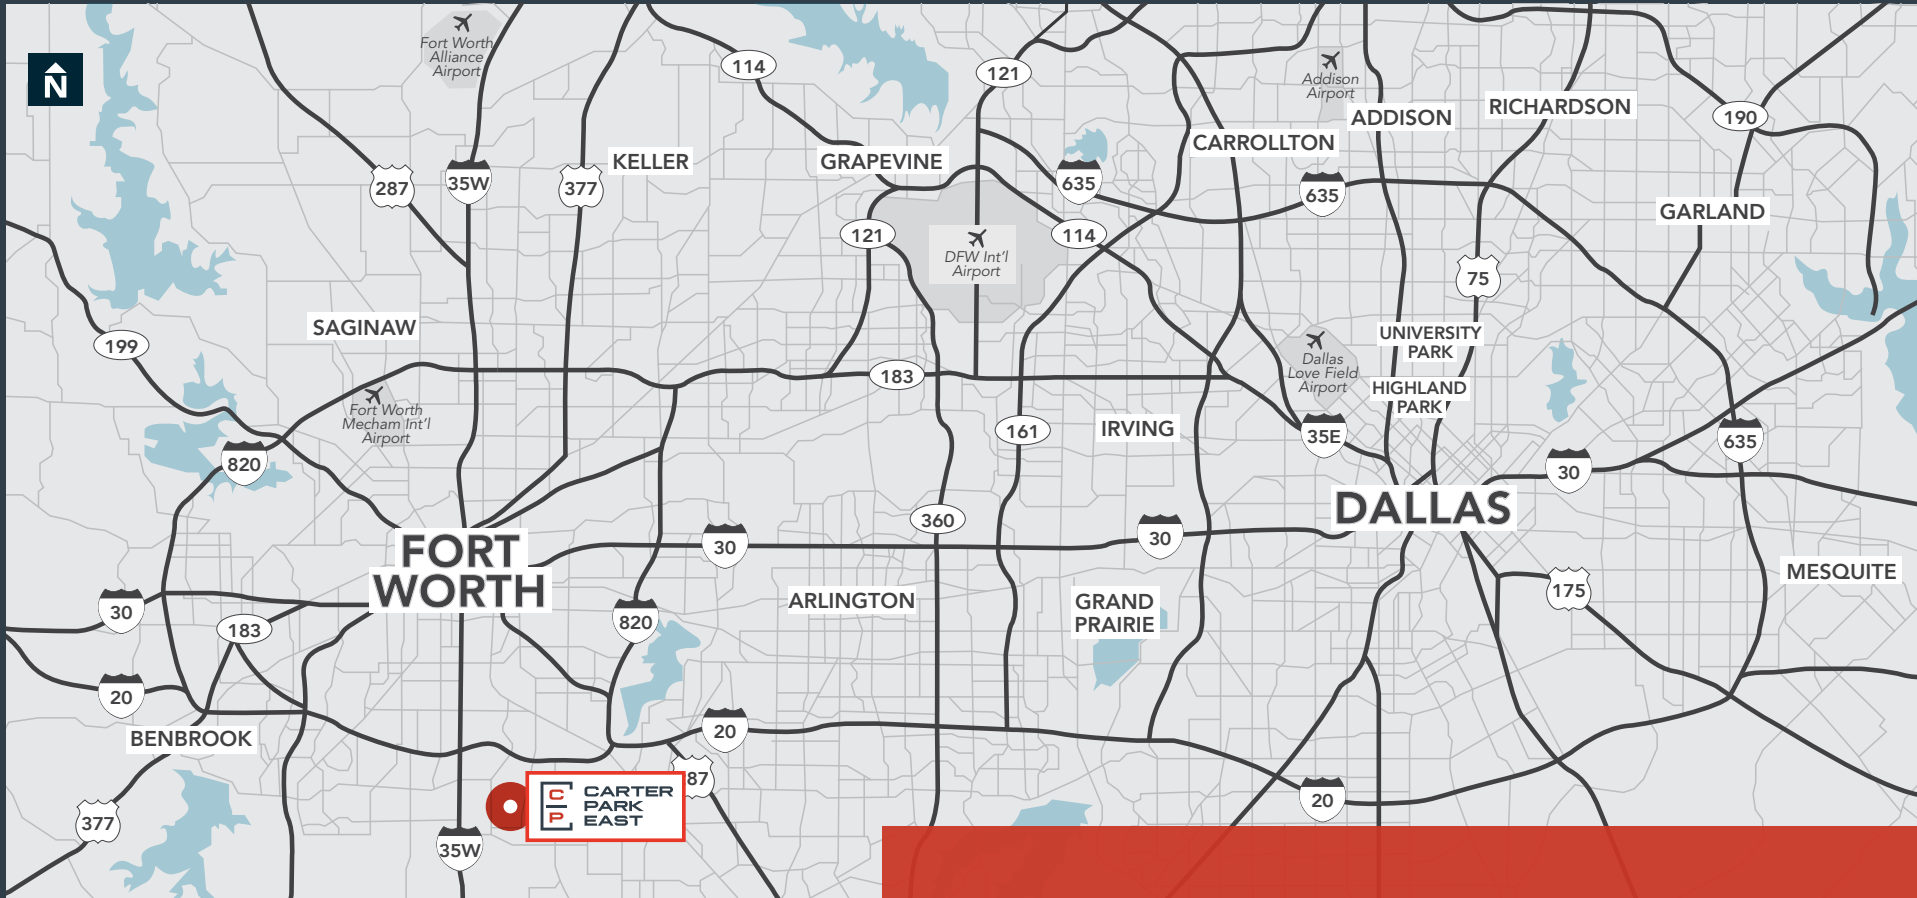 N
Fort Worth
Alliance
Airport
114
121
Addison
Airport
ADDISON
RICHARDSON
190
CARROLLTON
287
35W
377
KELLER
GRAPEVINE
635
635
GARLAND
121
DFW Int'l
Airport
114
75
SAGINAW
199
UNIVERSITY
PARK
Dallas
Love Field
Airport
183
HIGHLAND
PARK
Fort Worth
Mecham Int'l
Airport
161
IRVING
35E
635
820
30
DALLAS
360
FORT
WORTH
30
30
MESQUITE
175
ARLINGTON
GRAND
PRAIRIE
30
183
820
20
BENBROOK
20
87
C
P
CARTER
PARK
EAST
20
377
35W